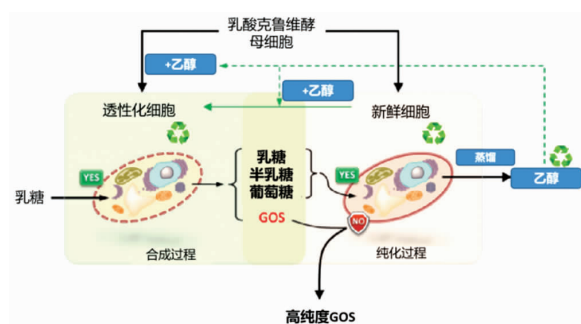 乳酸克鲁维酵
母细胞
+乙醇
+乙醇
透性化细胞
新鲜细胞
YES
乳糖
半乳糖
葡萄糖
GOS
YES
蒸馏
乙醇
乳糖
NO
合成过程
纯化过程
高纯度GOS